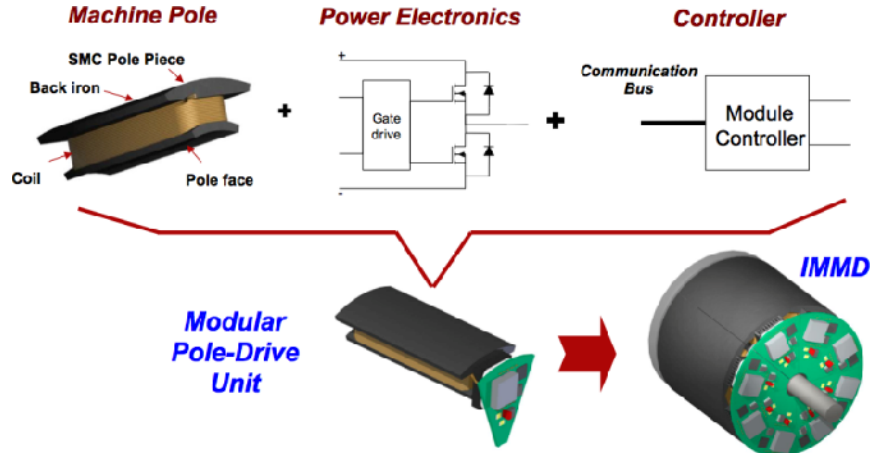 Machine Pole
Power Electronics
Controller
SMC Pole Piece
Back iron
Coil
Pole face
+
+
Gate
drive
-
+
Communication
Bus
Module
Controller
Modular
Pole-Drive
Unit
IMMD